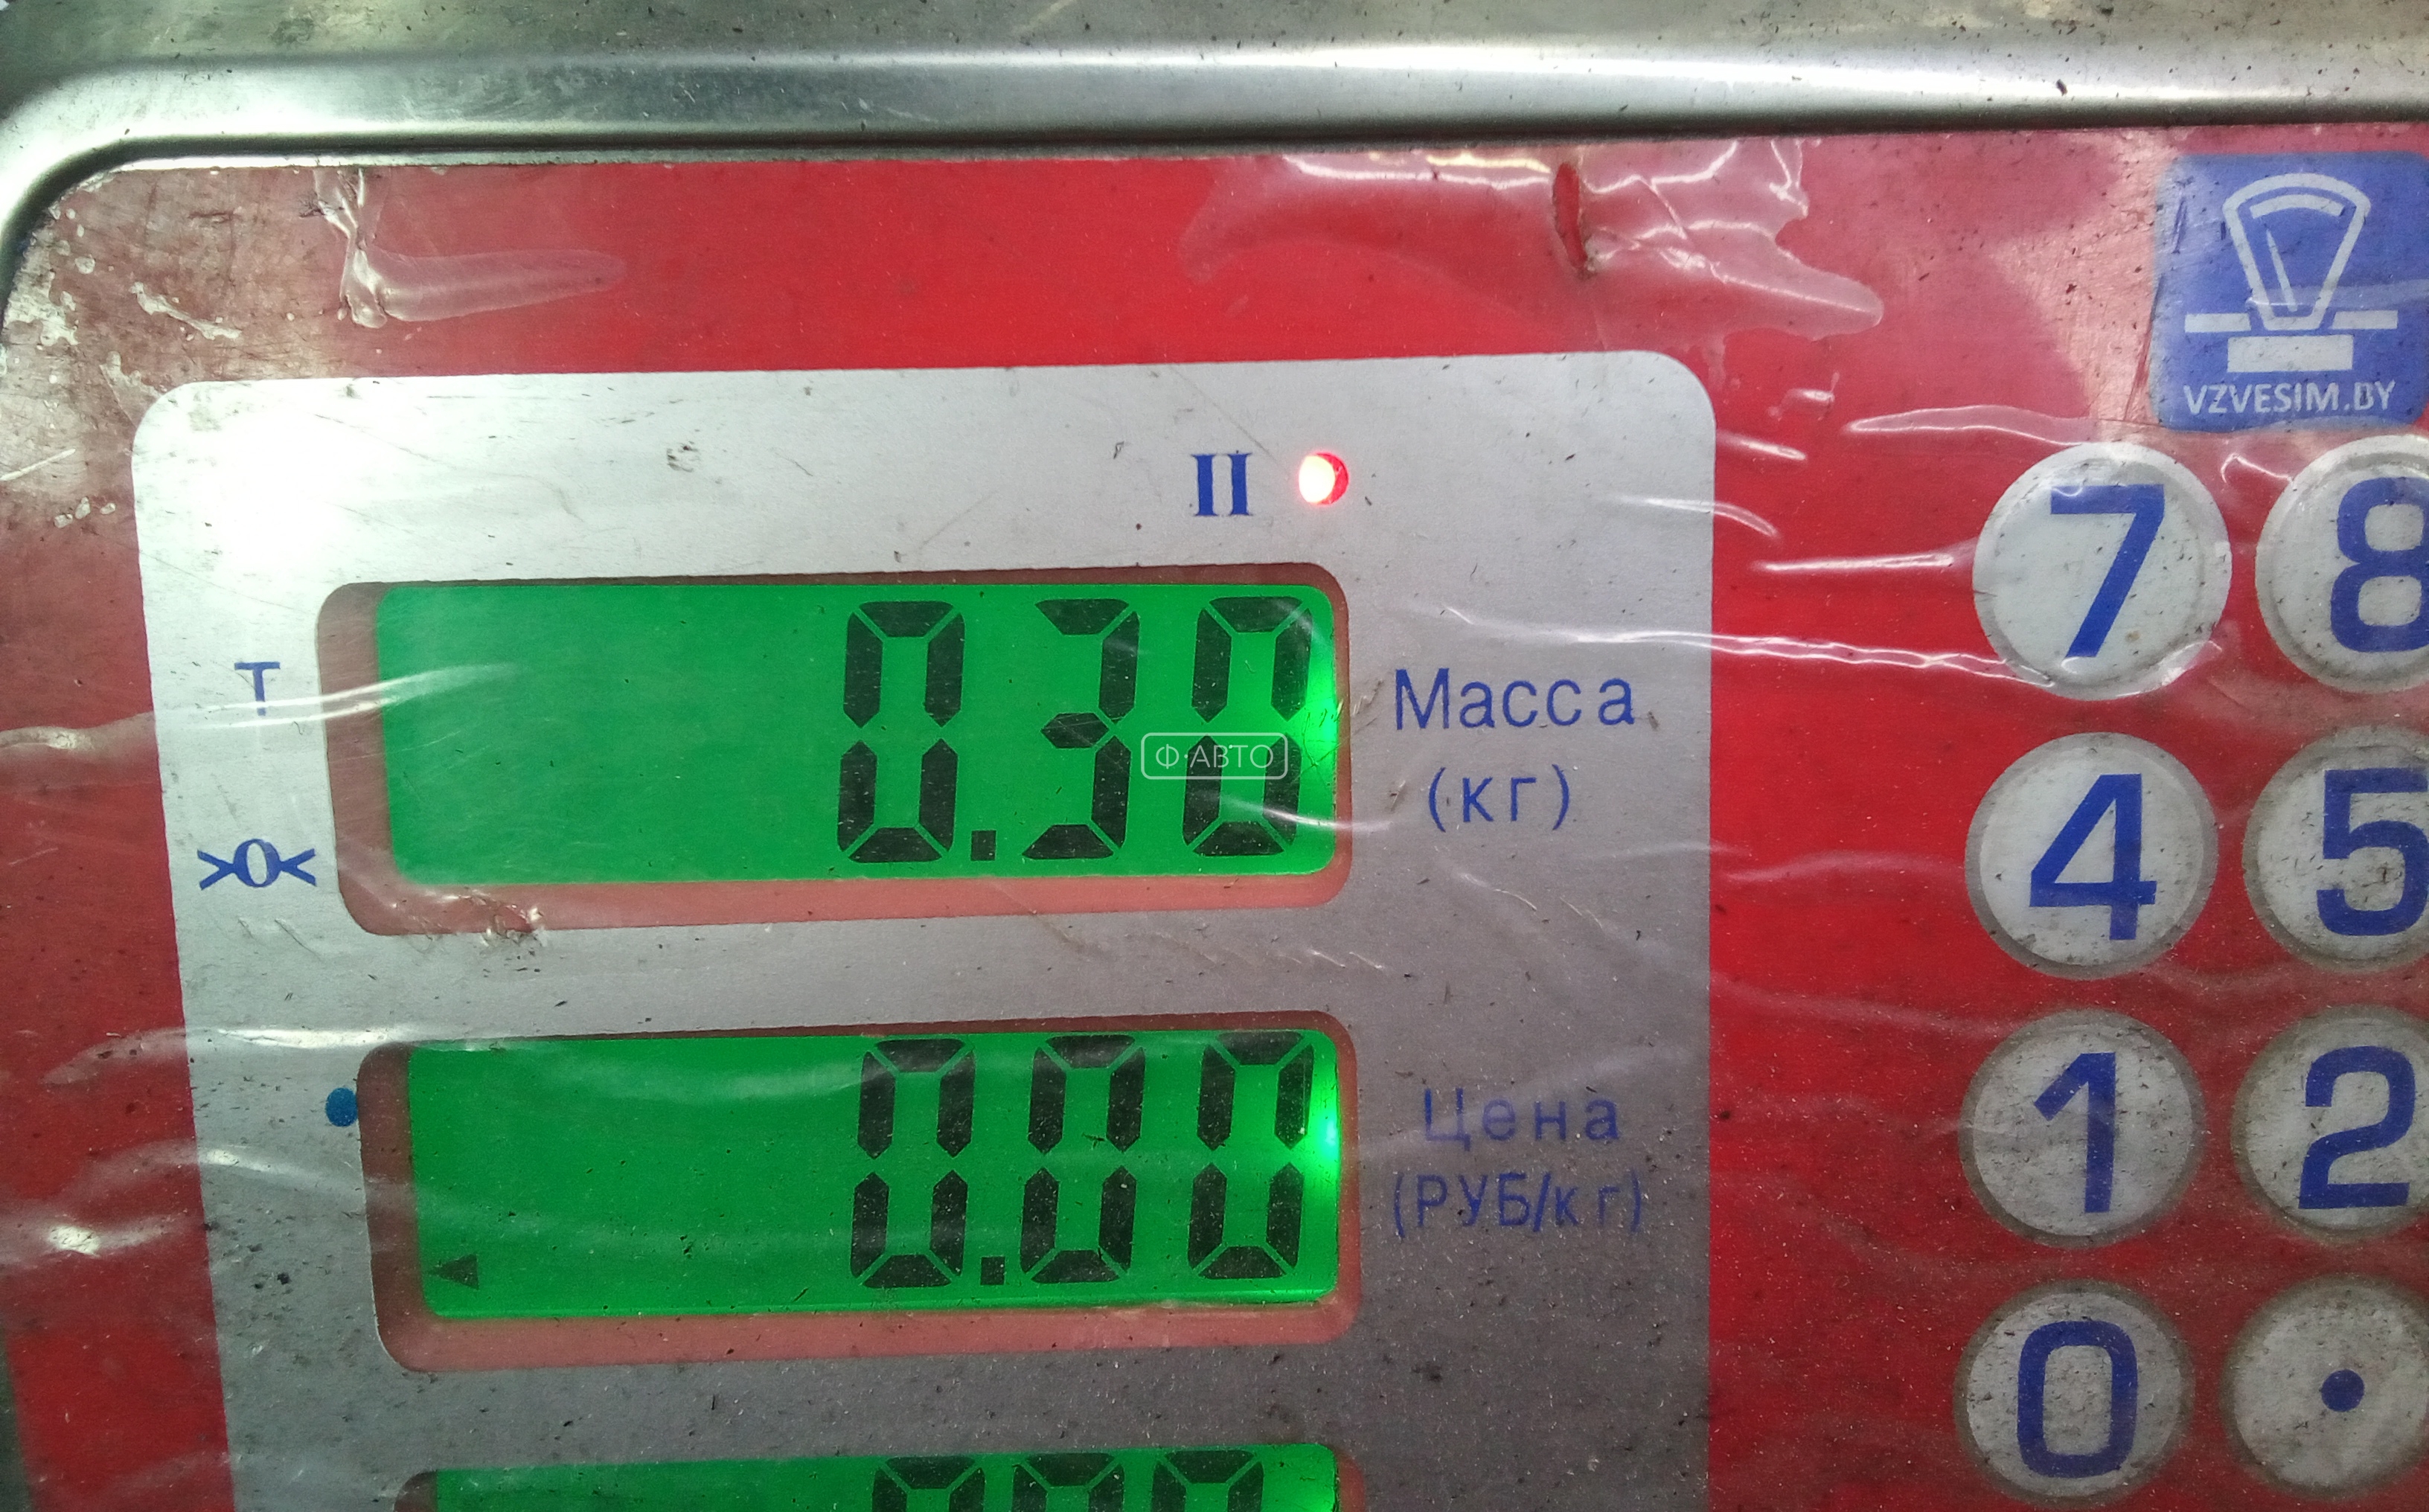 VZVESIM.BY
II
7 8
0.30
T
Масса
Ф·АВТО
(кг)
>0<
4 5
0.00
Цена
(РУБ/кг)
1 2
0 .